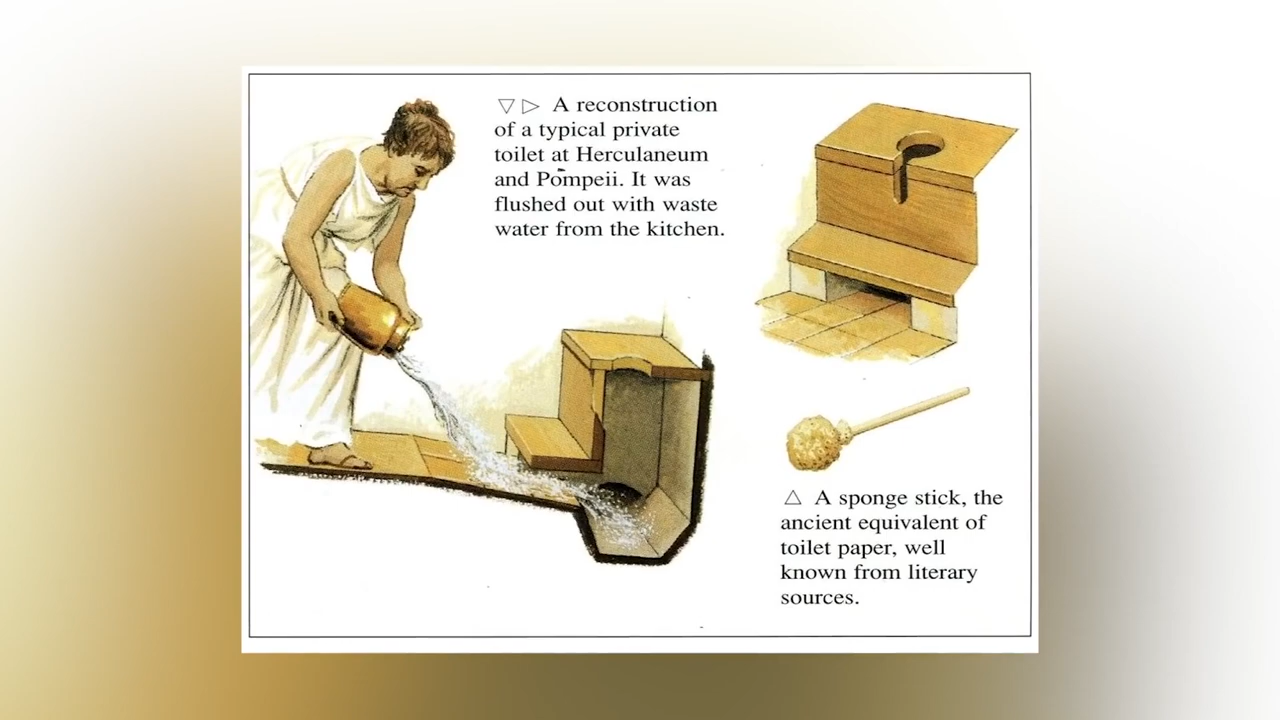 ▽▷ A reconstruction
of a typical private
toilet at Herculaneum
and Pompeii. It was
flushed out with waste
water from the kitchen.
△ A sponge stick, the
ancient equivalent of
toilet paper, well
known from literary
sources.